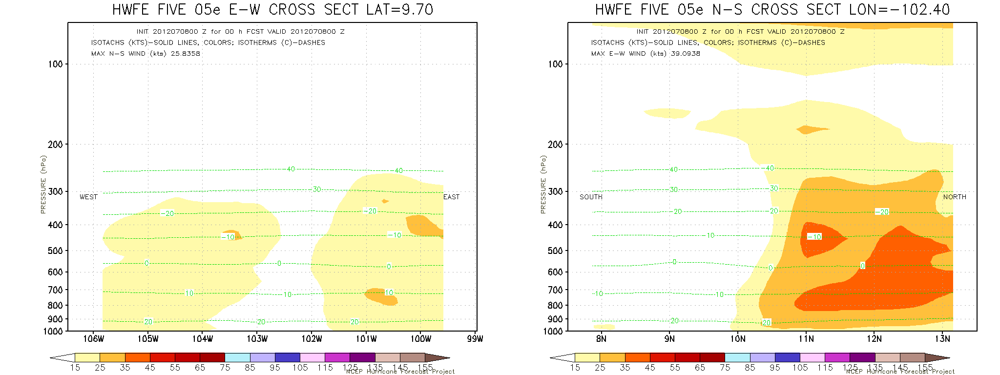 HWFE FIVE 05e E-W CROSS SECT LAT=9.70
INIT 2012070800 Z for 00 h FCST VALID 2012070800 Z
ISOTACHS (KTS)-SOLID LINES, COLORS; ISOTHERMS (C)-DASHES
MAX N-S WIND (kts) 25.8358
PRESSURE (hPa)
100
200
300
400
500
600
700
800
900
1000
WEST
EAST
-40 -40
-30
-20 -20
-10 -10
0 0 0
10 10 10
20 20 20
106W 105W 104W 103W 102W 101W 100W 99W
15 25 35 45 55 65 75 85 95 105 115 125 135 145 155
NCEP Hurricane Forecast Project
HWFE FIVE 05e N-S CROSS SECT LON=-102.40
INIT 2012070800 Z for 00 h FCST VALID 2012070800 Z
ISOTACHS (KTS)-SOLID LINES, COLORS; ISOTHERMS (C)-DASHES
MAX E-W WIND (kts) 39.0938
PRESSURE (hPa)
100
200
300
400
500
600
700
800
900
1000
SOUTH
NORTH
-40 -40
-30 -30
-20 -20 -20
-10 -10
0 0 0
10 10
20 20
8N 9N 10N 11N 12N 13N
15 25 35 45 55 65 75 85 95 105 115 125 135 145 155
NCEP Hurricane Forecast Project